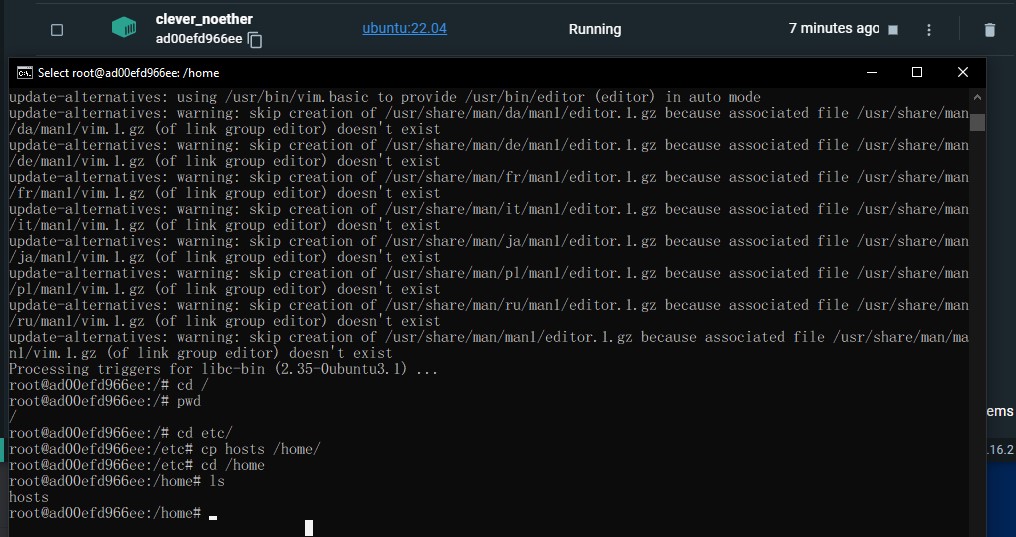 clever_noether
ad00efd966ee
ubuntu:22.04
Running
7 minutes ago
Select root@ad00efd966ee: /home
update-alternatives: using /usr/bin/vim.basic to provide /usr/bin/editor (editor) in auto mode
update-alternatives: warning: skip creation of /usr/share/man/da/man1/editor.1.gz because associated file /usr/share/man
/da/man1/vim.1.gz (of link group editor) doesn't exist
update-alternatives: warning: skip creation of /usr/share/man/de/man1/editor.1.gz because associated file /usr/share/man
/de/man1/vim.1.gz (of link group editor) doesn't exist
update-alternatives: warning: skip creation of /usr/share/man/fr/man1/editor.1.gz because associated file /usr/share/man
/fr/man1/vim.1.gz (of link group editor) doesn't exist
update-alternatives: warning: skip creation of /usr/share/man/it/man1/editor.1.gz because associated file /usr/share/man
/it/man1/vim.1.gz (of link group editor) doesn't exist
update-alternatives: warning: skip creation of /usr/share/man/ja/man1/editor.1.gz because associated file /usr/share/man
/ja/man1/vim.1.gz (of link group editor) doesn't exist
update-alternatives: warning: skip creation of /usr/share/man/pl/man1/editor.1.gz because associated file /usr/share/man
/pl/man1/vim.1.gz (of link group editor) doesn't exist
update-alternatives: warning: skip creation of /usr/share/man/ru/man1/editor.1.gz because associated file /usr/share/man
/ru/man1/vim.1.gz (of link group editor) doesn't exist
update-alternatives: warning: skip creation of /usr/share/man/man1/editor.1.gz because associated file /usr/share/man/ma
n1/vim.1.gz (of link group editor) doesn't exist
Processing triggers for libc-bin (2.35-0ubuntu3.1) ...
root@ad00efd966ee:/# cd /
root@ad00efd966ee:/# pwd
/
root@ad00efd966ee:/# cd etc/
root@ad00efd966ee:/etc# cp hosts /home/
root@ad00efd966ee:/etc# cd /home
root@ad00efd966ee:/home# ls
hosts
root@ad00efd966ee:/home#
ems
.16.2